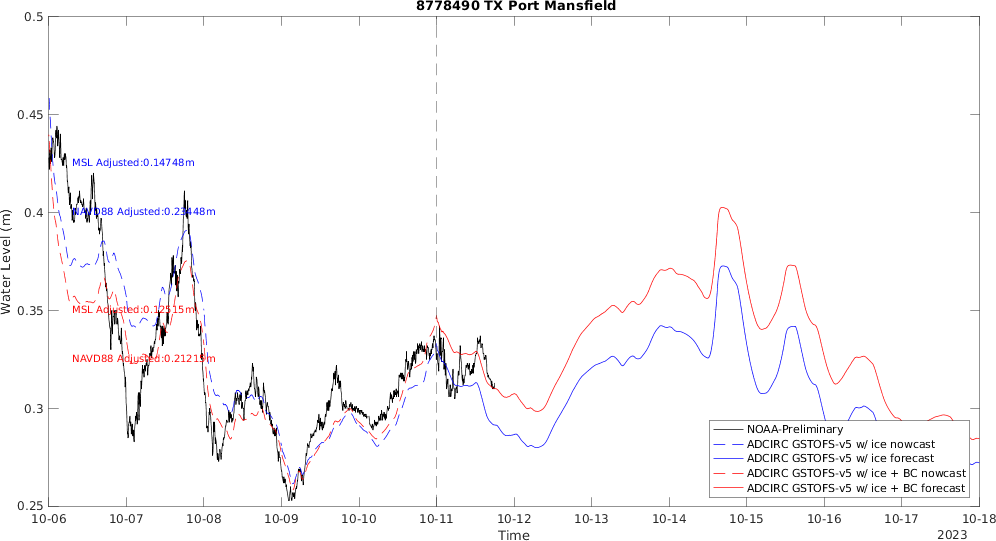 8778490 TX Port Mansfield
0.5
0.45
0.4
0.35
0.3
0.25
Water Level (m)
MSL Adjusted:0.14748m
NAVD88 Adjusted:0.23448m
MSL Adjusted:0.12515m
NAVD88 Adjusted:0.21215m
NOAA-Preliminary
ADCIRC GSTOFS-v5 w/ ice nowcast
ADCIRC GSTOFS-v5 w/ ice forecast
ADCIRC GSTOFS-v5 w/ ice + BC nowcast
ADCIRC GSTOFS-v5 w/ ice + BC forecast
10-06 10-07 10-08 10-09 10-10 10-11 10-12 10-13 10-14 10-15 10-16 10-17 10-18
Time
2023